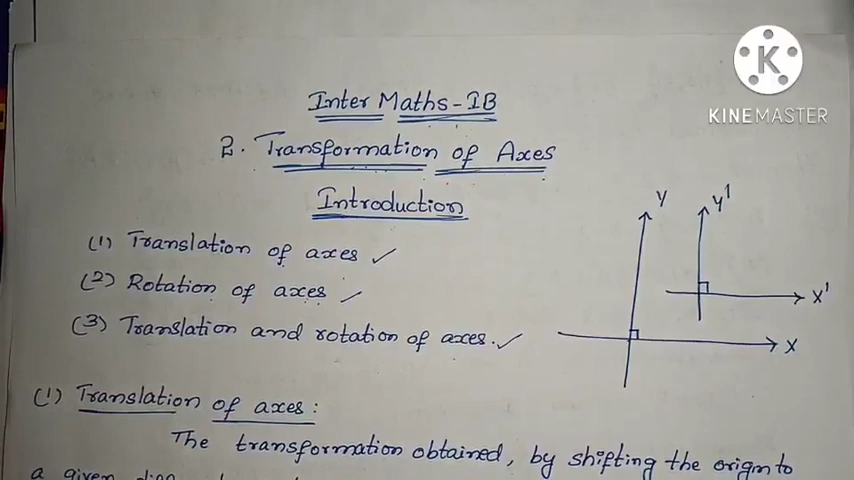 K
KINEMASTER
Inter Maths-IB
2. Transformation of Axes
Introduction
(1) Translation of axes ✓
(2) Rotation of axes ✓
(3) Translation and rotation of axes. ✓
Y
Y'
X'
X
(1) Translation of axes:
The transformation obtained, by shifting the origin to
a given